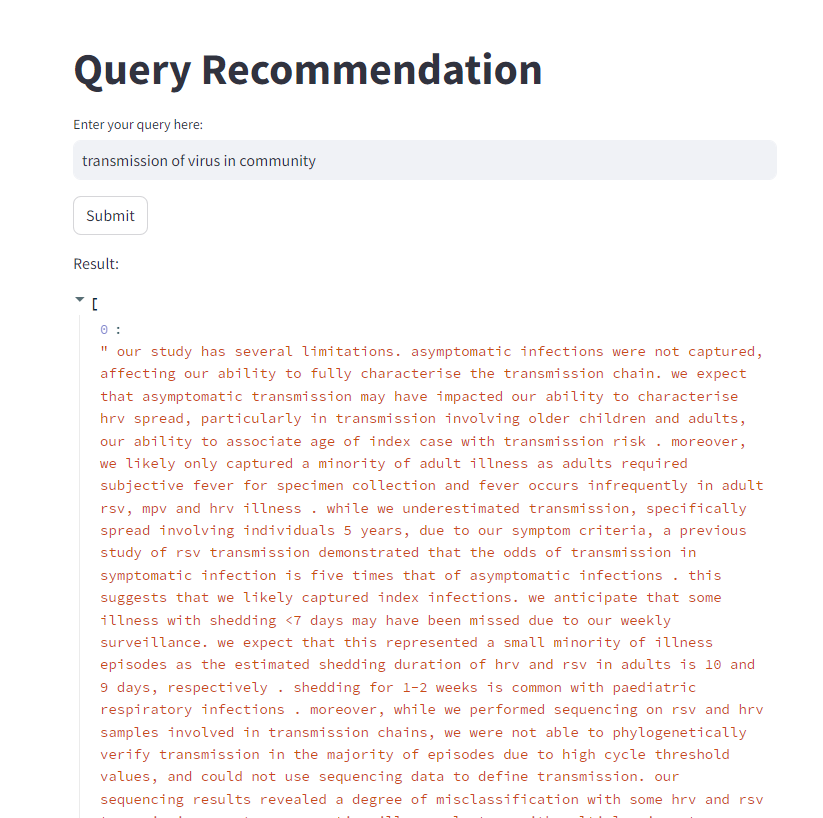 Query Recommendation
Enter your query here:
transmission of virus in community
Submit
Result:
[
0 :
" our study has several limitations. asymptomatic infections were not captured,
affecting our ability to fully characterise the transmission chain. we expect
that asymptomatic transmission may have impacted our ability to characterise
hrv spread, particularly in transmission involving older children and adults,
our ability to associate age of index case with transmission risk . moreover,
we likely only captured a minority of adult illness as adults required
subjective fever for specimen collection and fever occurs infrequently in adult
rsv, mpv and hrv illness . while we underestimated transmission, specifically
spread involving individuals 5 years, due to our symptom criteria, a previous
study of rsv transmission demonstrated that the odds of transmission in
symptomatic infection is five times that of asymptomatic infections . this
suggests that we likely captured index infections. we anticipate that some
illness with shedding <7 days may have been missed due to our weekly
surveillance. we expect that this represented a small minority of illness
episodes as the estimated shedding duration of hrv and rsv in adults is 10 and
9 days, respectively . shedding for 1-2 weeks is common with paediatric
respiratory infections . moreover, while we performed sequencing on rsv and hrv
samples involved in transmission chains, we were not able to phylogenetically
verify transmission in the majority of episodes due to high cycle threshold
values, and could not use sequencing data to define transmission. our
sequencing results revealed a degree of misclassification with some hrv and rsv